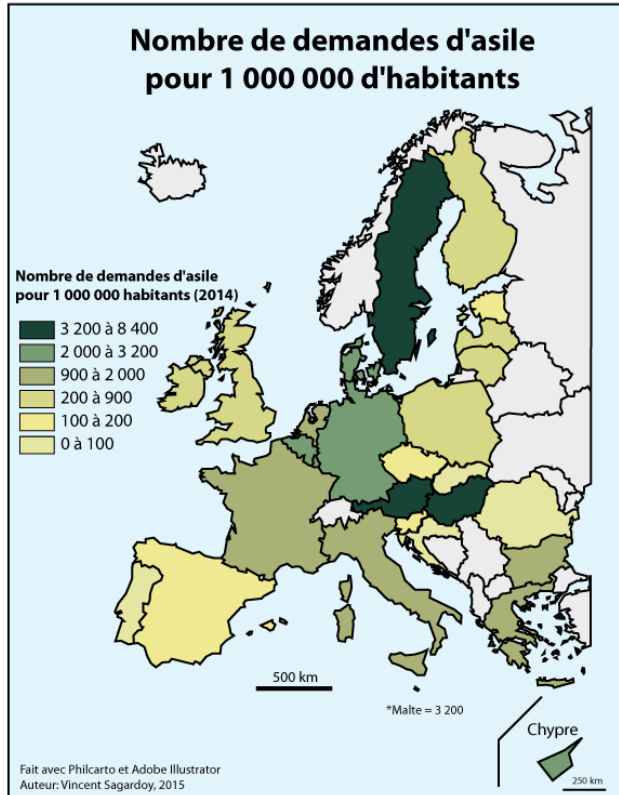 Nombre de demandes d'asile
pour 1 000 000 d'habitants
Nombre de demandes d'asile
pour 1 000 000 habitants (2014)
3 200 à 8 400
2 000 à 3 200
900 à 2 000
200 à 900
100 à 200
0 à 100
500 km
*Malte = 3 200
Chypre
250 km
Fait avec Philcarto et Adobe Illustrator
Auteur: Vincent Sagardoy, 2015